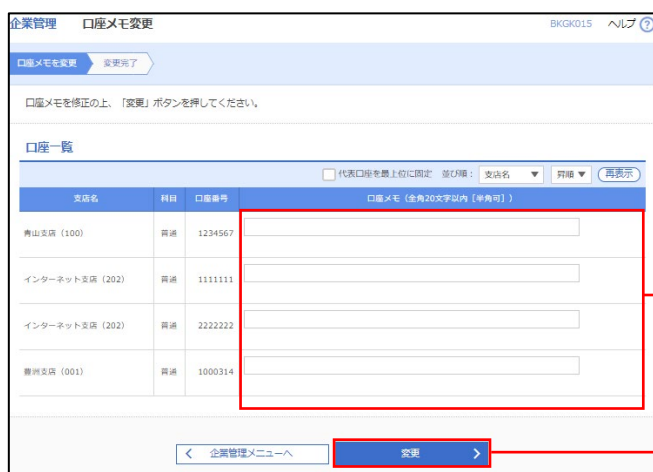 企業管理 口座メモ変更 BKGK015 ヘルプ ?
口座メモを変更 変更完了
口座メモを修正の上、「変更」ボタンを押してください。
口座一覧
代表口座を最上位に固定 並び順： 支店名 ▼ 昇順 ▼ 再表示
支店名 科目 口座番号 口座メモ（全角20文字以内［半角可］）
青山支店（100） 普通 1234567
インターネット支店（202） 普通 1111111
インターネット支店（202） 普通 2222222
豊洲支店（001） 普通 1000314
企業管理メニューへ 変更